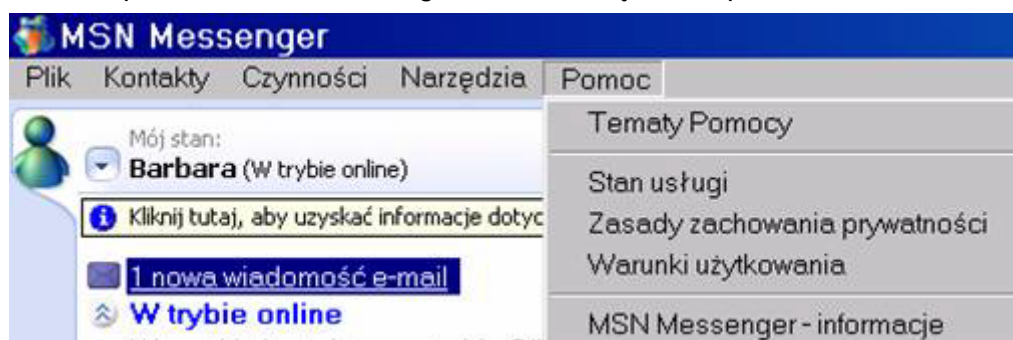 MSN Messenger
Plik Kontakty Czynności Narzędzia Pomoc
Mój stan:
Barbara (W trybie online)
Kliknij tutaj, aby uzyskać informacje
1 nowa wiadomość e-mail
W trybie online
Tematy Pomocy
Stan usługi
Zasady zachowania prywatności
Warunki użytkowania
MSN Messenger - informacje